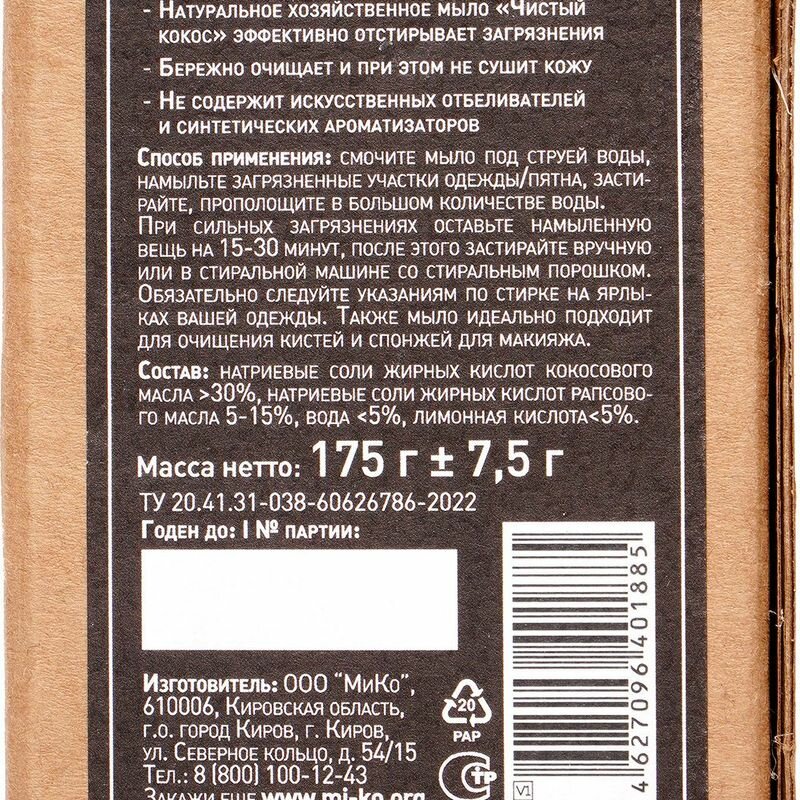 - Натуральное хозяйственное мыло «Чистый
кокос» эффективно отстирывает загрязнения
- Бережно очищает и при этом не сушит кожу
- Не содержит искусственных отбеливателей
и синтетических ароматизаторов
Способ применения: смочите мыло под струей воды,
намыльте загрязненные участки одежды/пятна, засти-
райте, прополощите в большом количестве воды.
При сильных загрязнениях оставьте намыленную
вещь на 15-30 минут, после этого застирайте вручную
или в стиральной машине со стиральным порошком.
Обязательно следуйте указаниям по стирке на ярлы-
ках вашей одежды. Также мыло идеально подходит
для очищения кистей и спонжей для макияжа.
Состав: натриевые соли жирных кислот кокосового
масла >30%, натриевые соли жирных кислот рапсово-
го масла 5-15%, вода <5%, лимонная кислота<5%.
Масса нетто: 175 г ± 7,5 г
ТУ 20.41.31-038-60626786-2022
Годен до: I № партии:
Изготовитель: ООО "МиКо",
610006, Кировская область,
г.о. город Киров, г. Киров,
ул. Северное кольцо, д. 54/15
Тел.: 8 (800) 100-12-43
Закажи еще www.mi-ko.org
20
PAP
4627096401885
V1